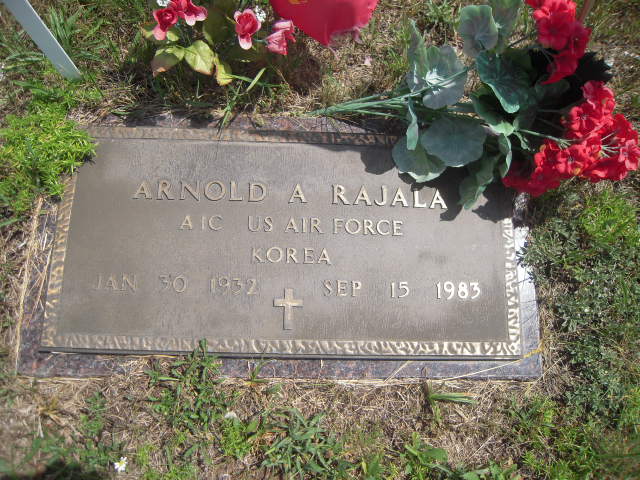 ARNOLD A RAJALA
A1C US AIR FORCE
KOREA
JAN 30 1932 SEP 15 1983